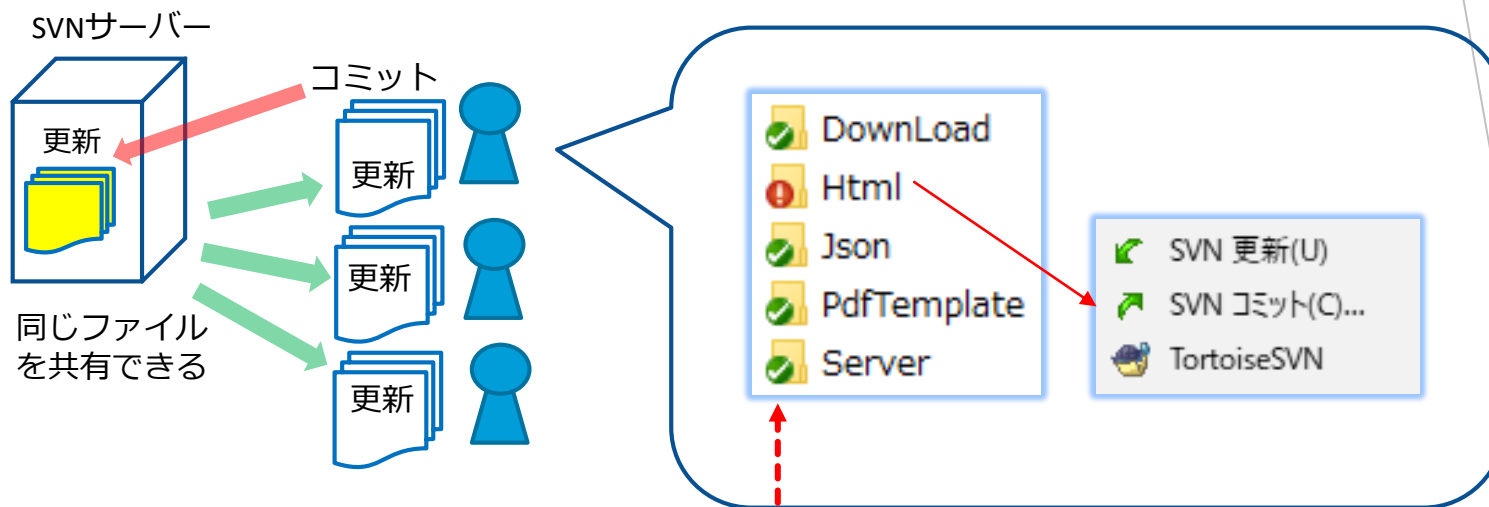 SVNサーバー
コミット
更新
更新
更新
更新
同じファイル
を共有できる
DownLoad
Html
Json
PdfTemplate
Server
SVN 更新(U)
SVN コミット(C)...
TortoiseSVN